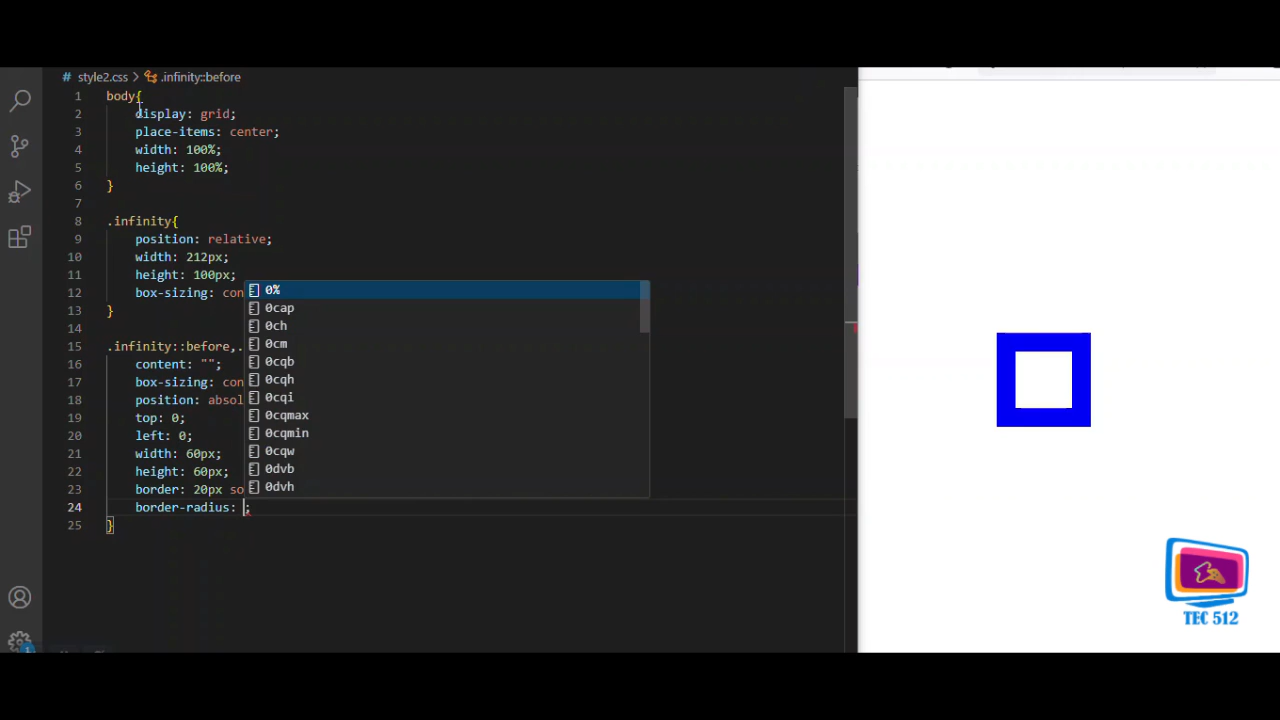 # style2.css > .infinity::before
1 body{
2 display: grid;
3 place-items: center;
4 width: 100%;
5 height: 100%;
6 }
7
8 .infinity{
9 position: relative;
10 width: 212px;
11 height: 100px;
12 box-sizing: con
13 }
14
15 .infinity::before,.
16 content: "";
17 box-sizing: con
18 position: absol
19 top: 0;
20 left: 0;
21 width: 60px;
22 height: 60px;
23 border: 20px so
24 border-radius: ;
25 }
0%
0cap
0ch
0cm
0cqb
0cqh
0cqi
0cqmax
0cqmin
0cqw
0dvb
0dvh
1
TEC 512